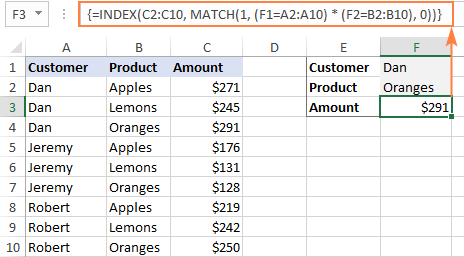 F3 {=INDEX(C2:C10, MATCH(1, (F1=A2:A10) * (F2=B2:B10), 0))}
A B C D E F
1 Customer Product Amount Customer Dan
2 Dan Apples $271 Product Oranges
3 Dan Lemons $245 Amount $291
4 Dan Oranges $291
5 Jeremy Apples $176
6 Jeremy Lemons $131
7 Jeremy Oranges $128
8 Robert Apples $219
9 Robert Lemons $242
10 Robert Oranges $250